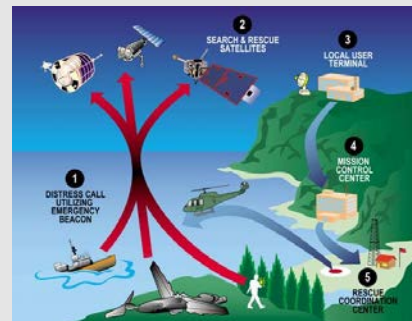 1
DISTRESS CALL
UTILIZING
EMERGENCY
BEACON
2
SEARCH & RESCUE
SATELLITES
3
LOCAL USER
TERMINAL
4
MISSION
CONTROL
CENTER
5
RESCUE
COORDINATION
CENTER